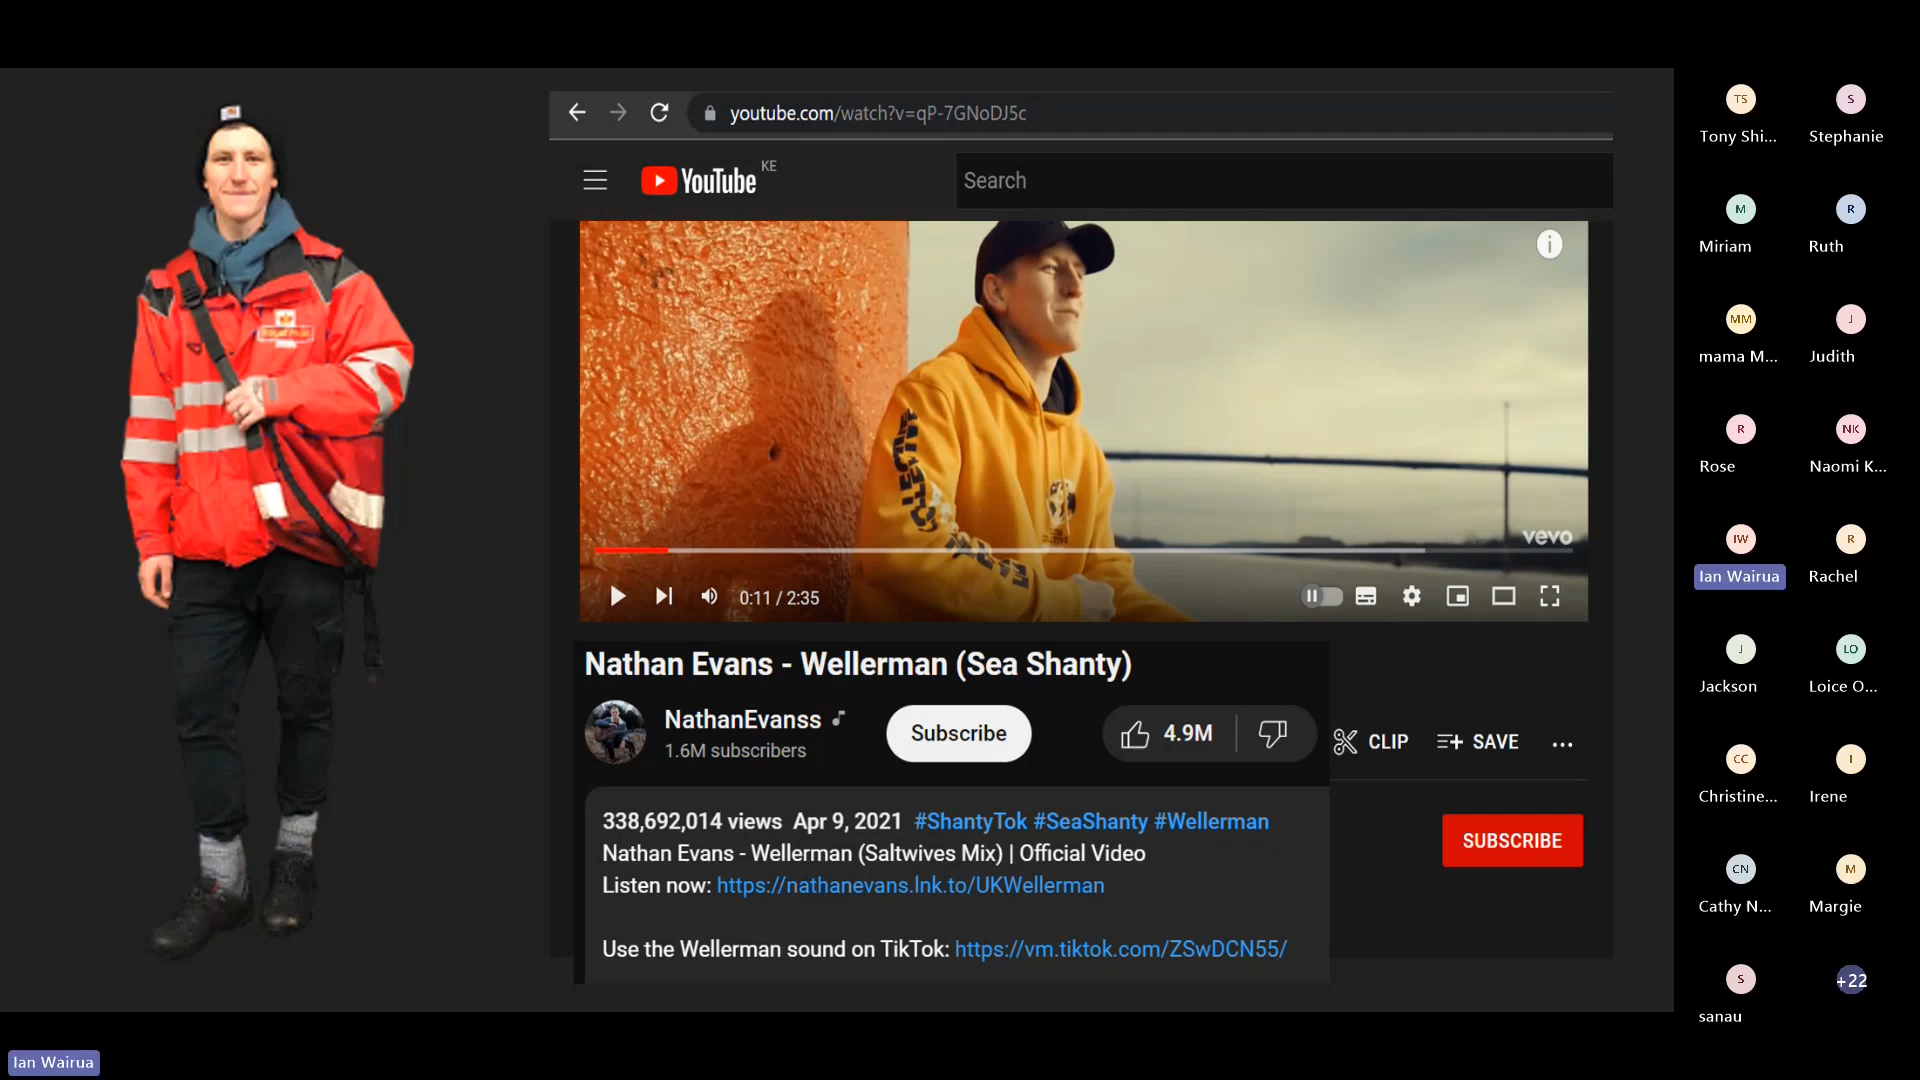 youtube.com/watch?v=qP-7GNoDJ5c
YouTube KE
Search
Royal Mail
COLLECTIVE
vevo
0:11 / 2:35
Nathan Evans - Wellerman (Sea Shanty)
NathanEvanss
1.6M subscribers
Subscribe
4.9M
CLIP
SAVE
...
338,692,014 views Apr 9, 2021 #ShantyTok #SeaShanty #Wellerman
Nathan Evans - Wellerman (Saltwives Mix) | Official Video
Listen now: https://nathanevans.lnk.to/UKWellerman
Use the Wellerman sound on TikTok: https://vm.tiktok.com/ZSwDCN55/
SUBSCRIBE
TS
Tony Shi...
S
Stephanie
M
Miriam
R
Ruth
MM
mama M...
J
Judith
R
Rose
NK
Naomi K...
IW
Ian Wairua
R
Rachel
J
Jackson
LO
Loice O...
CC
Christine...
I
Irene
CN
Cathy N...
M
Margie
S
sanau
+22
Ian Wairua